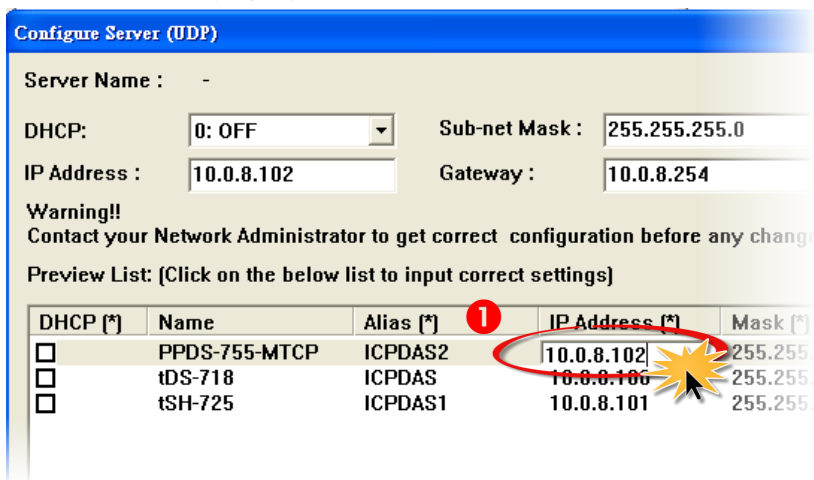 Configure Server (UDP)
Server Name : -
DHCP: 0: OFF Sub-net Mask : 255.255.255.0
IP Address : 10.0.8.102 Gateway : 10.0.8.254
Warning!!
Contact your Network Administrator to get correct configuration before any chang
Preview List: (Click on the below list to input correct settings)
DHCP (*) Name Alias (*) 1 IP Address (*) Mask (*)
PPDS-755-MTCP ICPDAS2 10.0.8.102 255.255.
tDS-718 ICPDAS 255.255.
tSH-725 ICPDAS1 10.0.8.101 255.255.